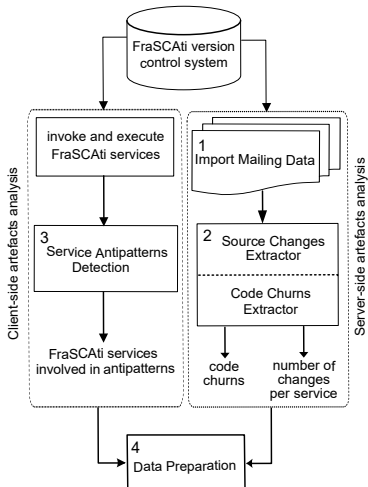 FraSCAti version
control system
Client-side artefacts analysis
invoke and execute
FraSCAti services
3
Service Antipatterns
Detection
FraSCAti services
involved in antipatterns
Server-side artefacts analysis
1
Import Mailing Data
2
Source Changes
Extractor
Code Churns
Extractor
code
churns
number of
changes
per service
4
Data Preparation